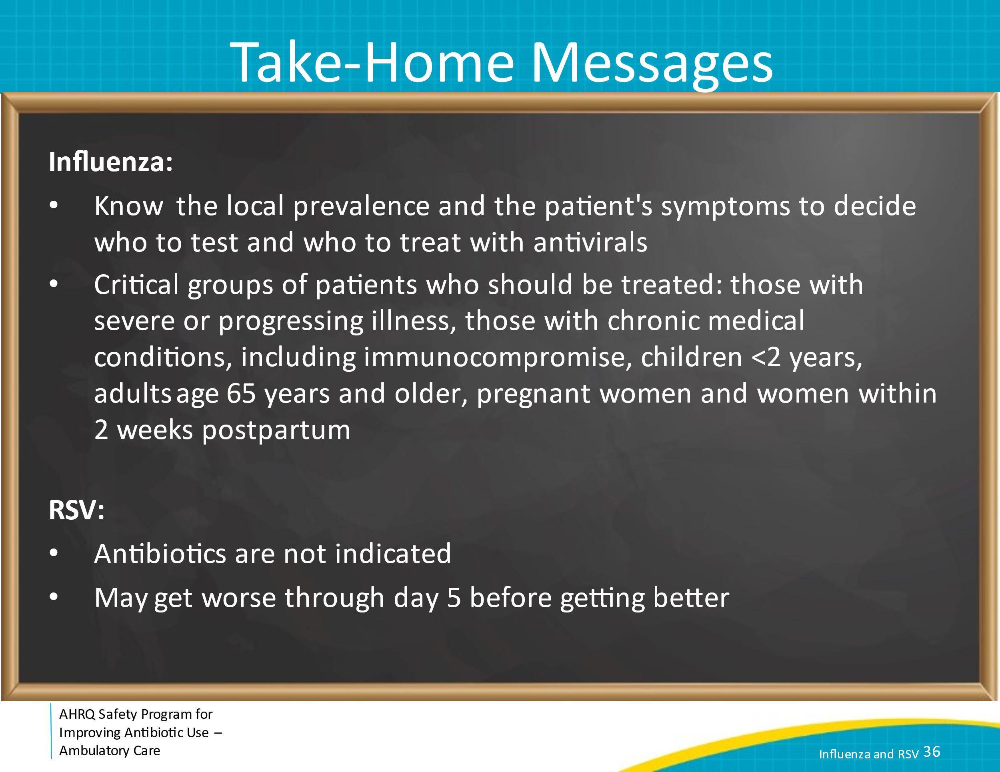 Take-Home Messages
Influenza:
• Know the local prevalence and the patient's symptoms to decide
who to test and who to treat with antivirals
• Critical groups of patients who should be treated: those with
severe or progressing illness, those with chronic medical
conditions, including immunocompromise, children <2 years,
adults age 65 years and older, pregnant women and women within
2 weeks postpartum
RSV:
• Antibiotics are not indicated
• May get worse through day 5 before getting better
AHRQ Safety Program for
Improving Antibiotic Use –
Ambulatory Care
Influenza and RSV 36